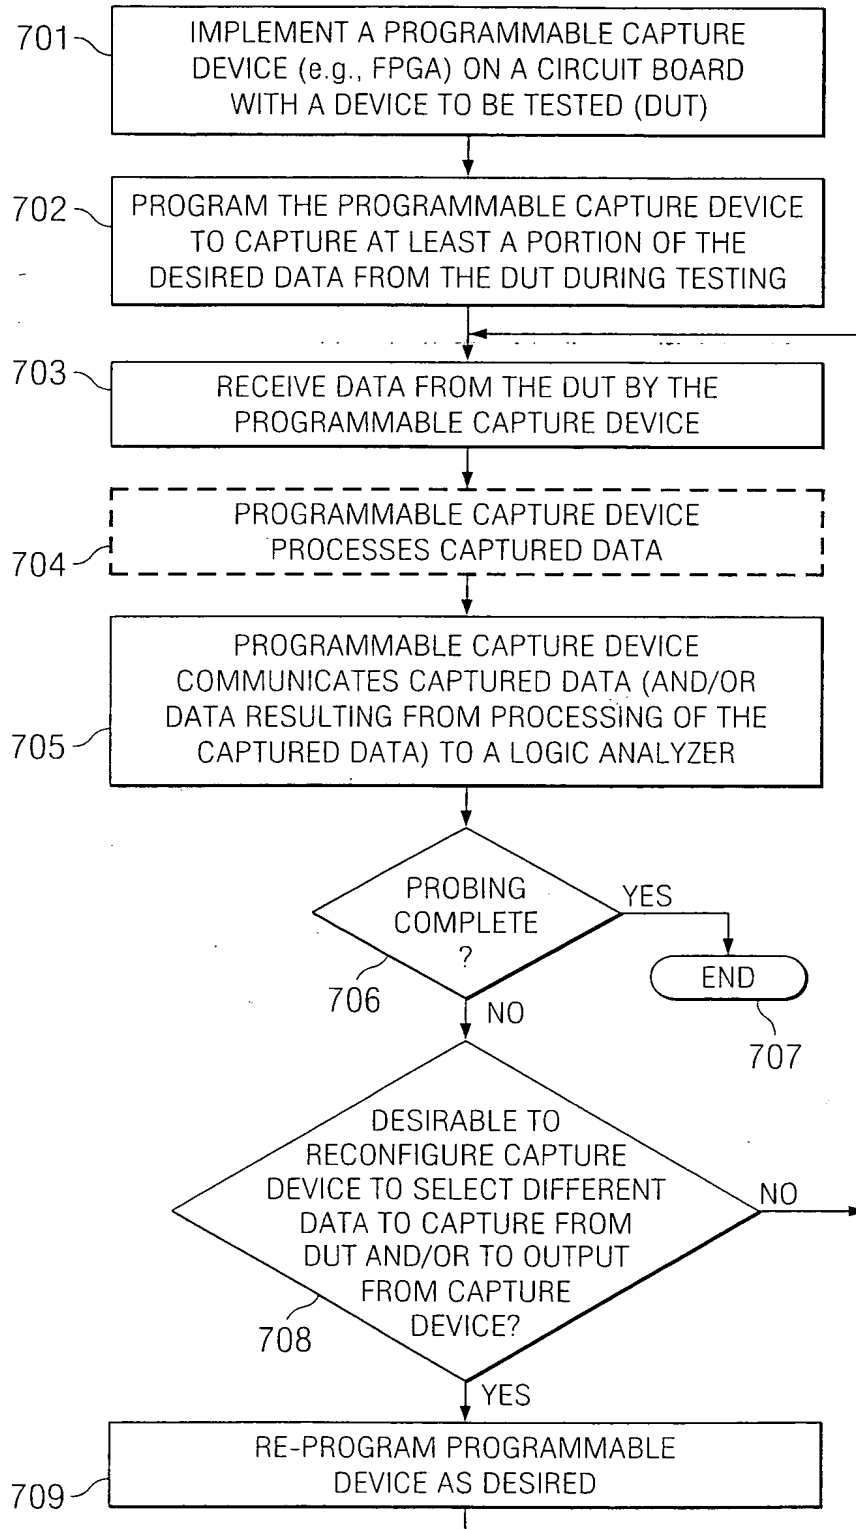 701
IMPLEMENT A PROGRAMMABLE CAPTURE
DEVICE (e.g., FPGA) ON A CIRCUIT BOARD
WITH A DEVICE TO BE TESTED (DUT)
702
PROGRAM THE PROGRAMMABLE CAPTURE DEVICE
TO CAPTURE AT LEAST A PORTION OF THE
DESIRED DATA FROM THE DUT DURING TESTING
703
RECEIVE DATA FROM THE DUT BY THE
PROGRAMMABLE CAPTURE DEVICE
704
PROGRAMMABLE CAPTURE DEVICE
PROCESSES CAPTURED DATA
705
PROGRAMMABLE CAPTURE DEVICE
COMMUNICATES CAPTURED DATA (AND/OR
DATA RESULTING FROM PROCESSING OF THE
CAPTURED DATA) TO A LOGIC ANALYZER
PROBING
COMPLETE
?
706
YES
END
707
NO
DESIRABLE TO
RECONFIGURE CAPTURE
DEVICE TO SELECT DIFFERENT
DATA TO CAPTURE FROM
DUT AND/OR TO OUTPUT
FROM CAPTURE
DEVICE?
708
NO
YES
RE-PROGRAM PROGRAMMABLE
DEVICE AS DESIRED
709